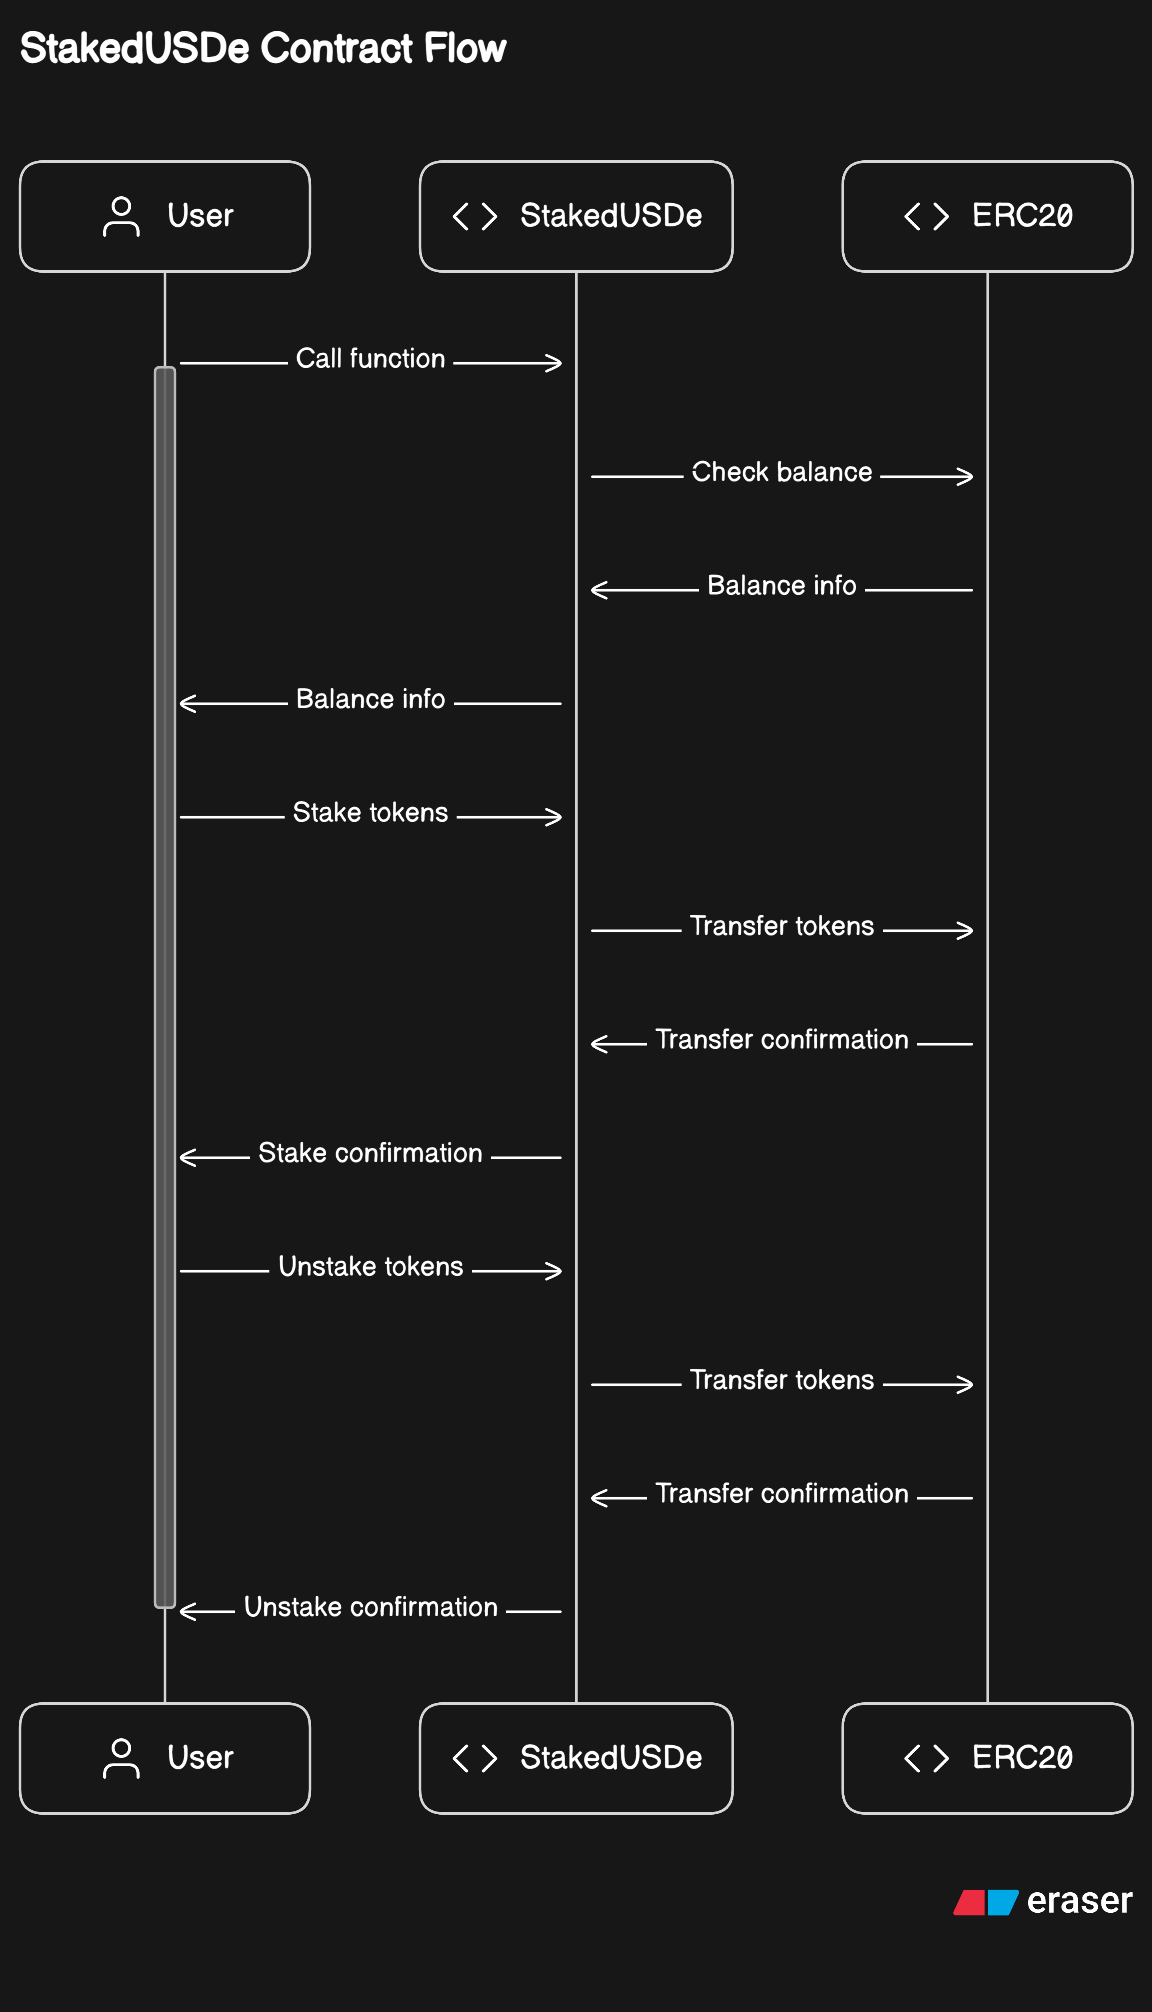 StakedUSDe Contract Flow
User
StakedUSDe
ERC20
Call function
Check balance
Balance info
Balance info
Stake tokens
Transfer tokens
Transfer confirmation
Stake confirmation
Unstake tokens
Transfer tokens
Transfer confirmation
Unstake confirmation
User
StakedUSDe
ERC20
eraser